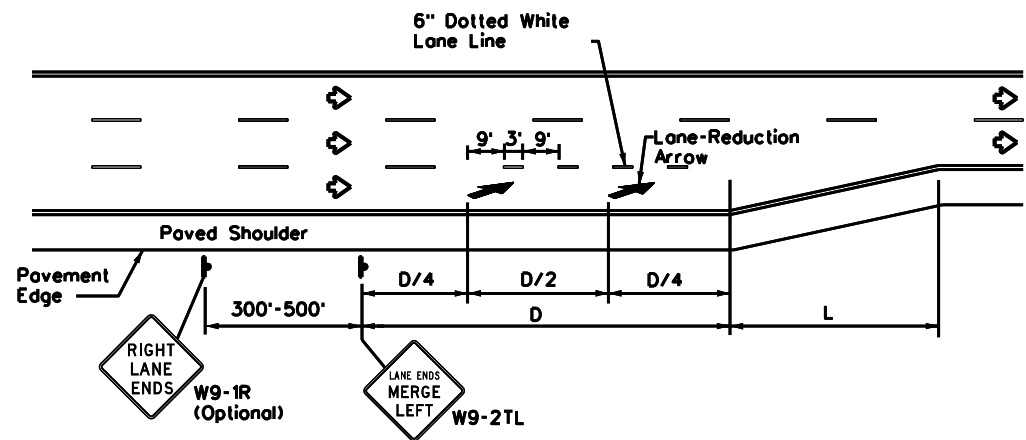 6" Dotted White
Lane Line
9' 3' 9'
Lane-Reduction
Arrow
Paved Shoulder
Pavement
Edge
D/4 D/2 D/4
300'-500' D L
RIGHT
LANE
ENDS
W9-1R
(Optional)
LANE ENDS
MERGE
LEFT
W9-2TL